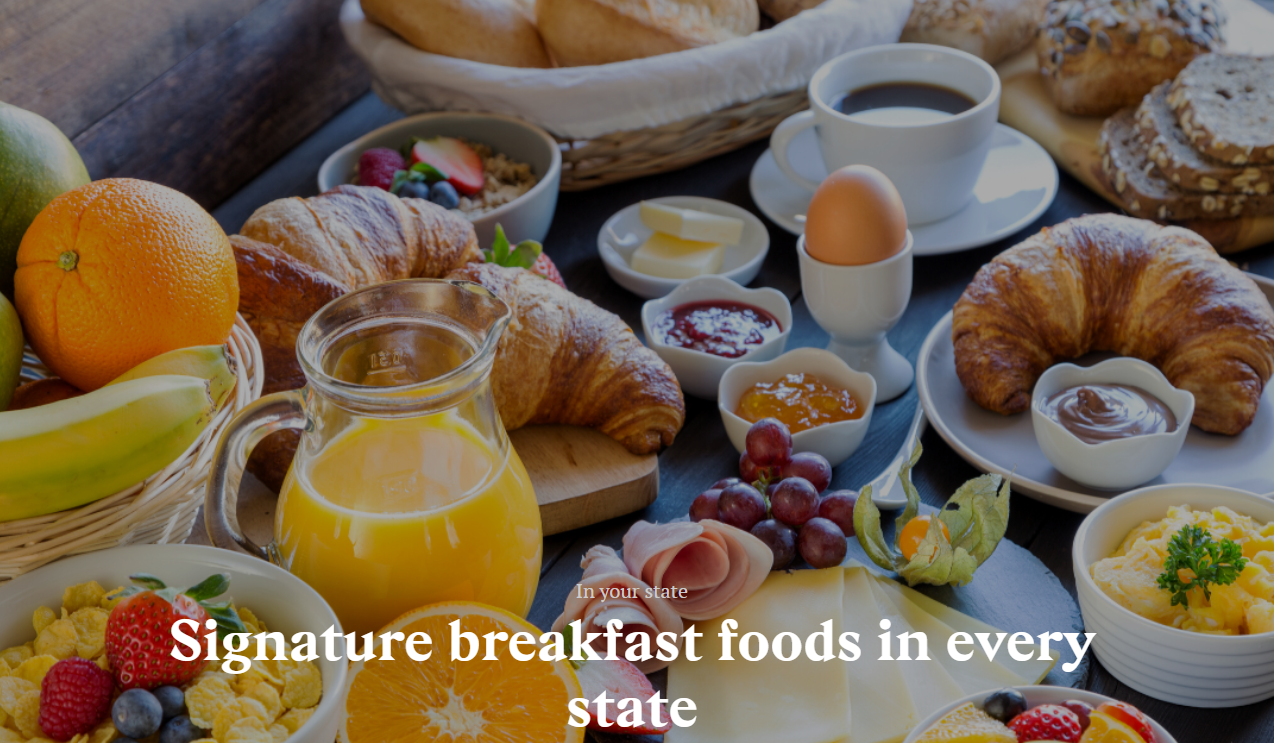 In your state
Signature breakfast foods in every
state